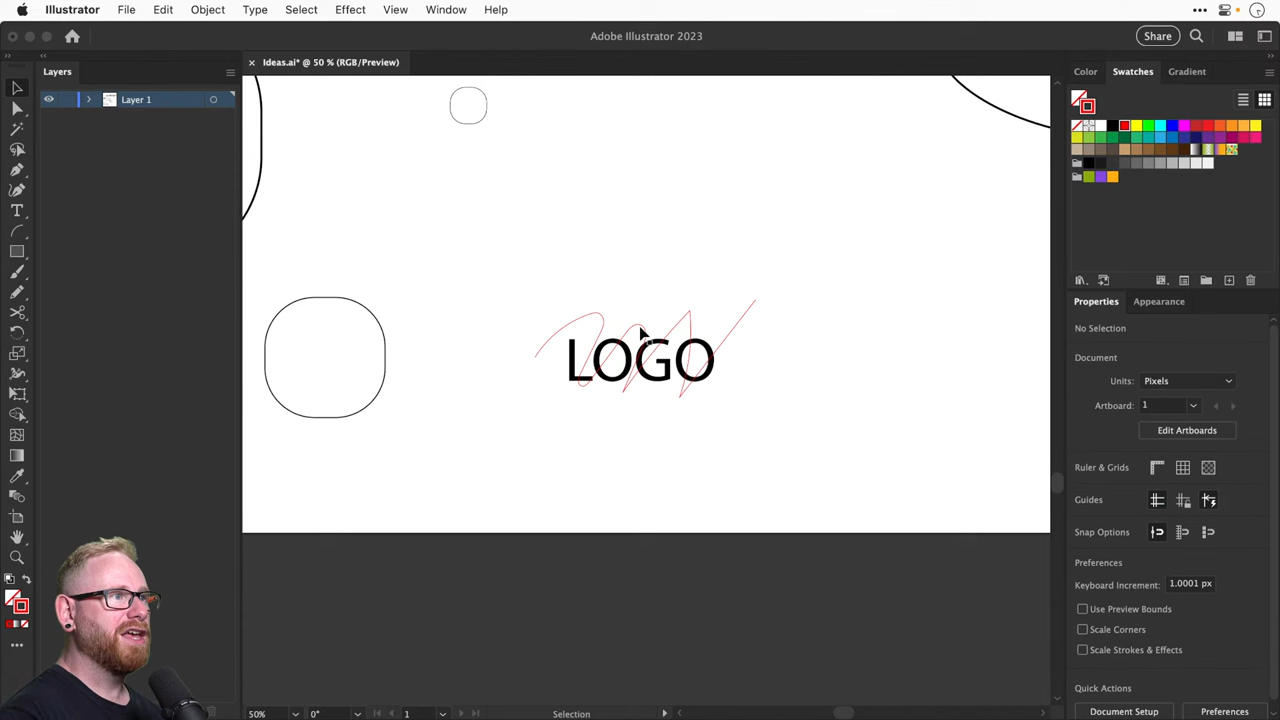 Illustrator File Edit Object Type Select Effect View Window Help
Adobe Illustrator 2023
Share
Ideas.ai* @ 50 % (RGB/Preview)
Layers
Layer 1
LOGO
Color Swatches Gradient
Properties Appearance
No Selection
Document
Units: Pixels
Artboard: 1
Edit Artboards
Ruler & Grids
Guides
Snap Options
Preferences
Keyboard Increment: 1.0001 px
Use Preview Bounds
Scale Corners
Scale Strokes & Effects
Quick Actions
Document Setup Preferences
50% 0° 1 Selection